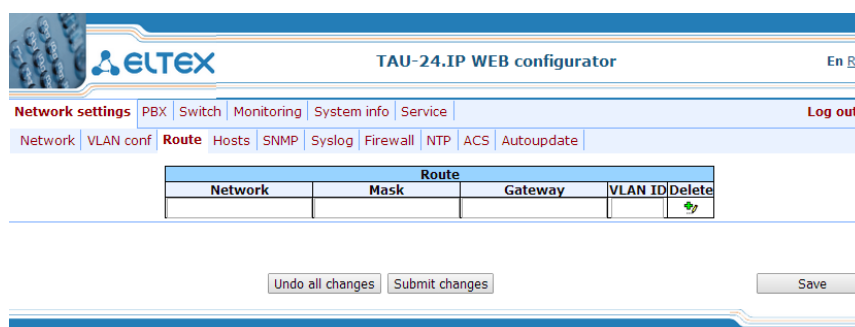 ELTEX
TAU-24.IP WEB configurator
En R
Network settings PBX Switch Monitoring System info Service
Log out
Network VLAN conf Route Hosts SNMP Syslog Firewall NTP ACS Autoupdate
Route
Network Mask Gateway VLAN ID Delete
Undo all changes Submit changes Save